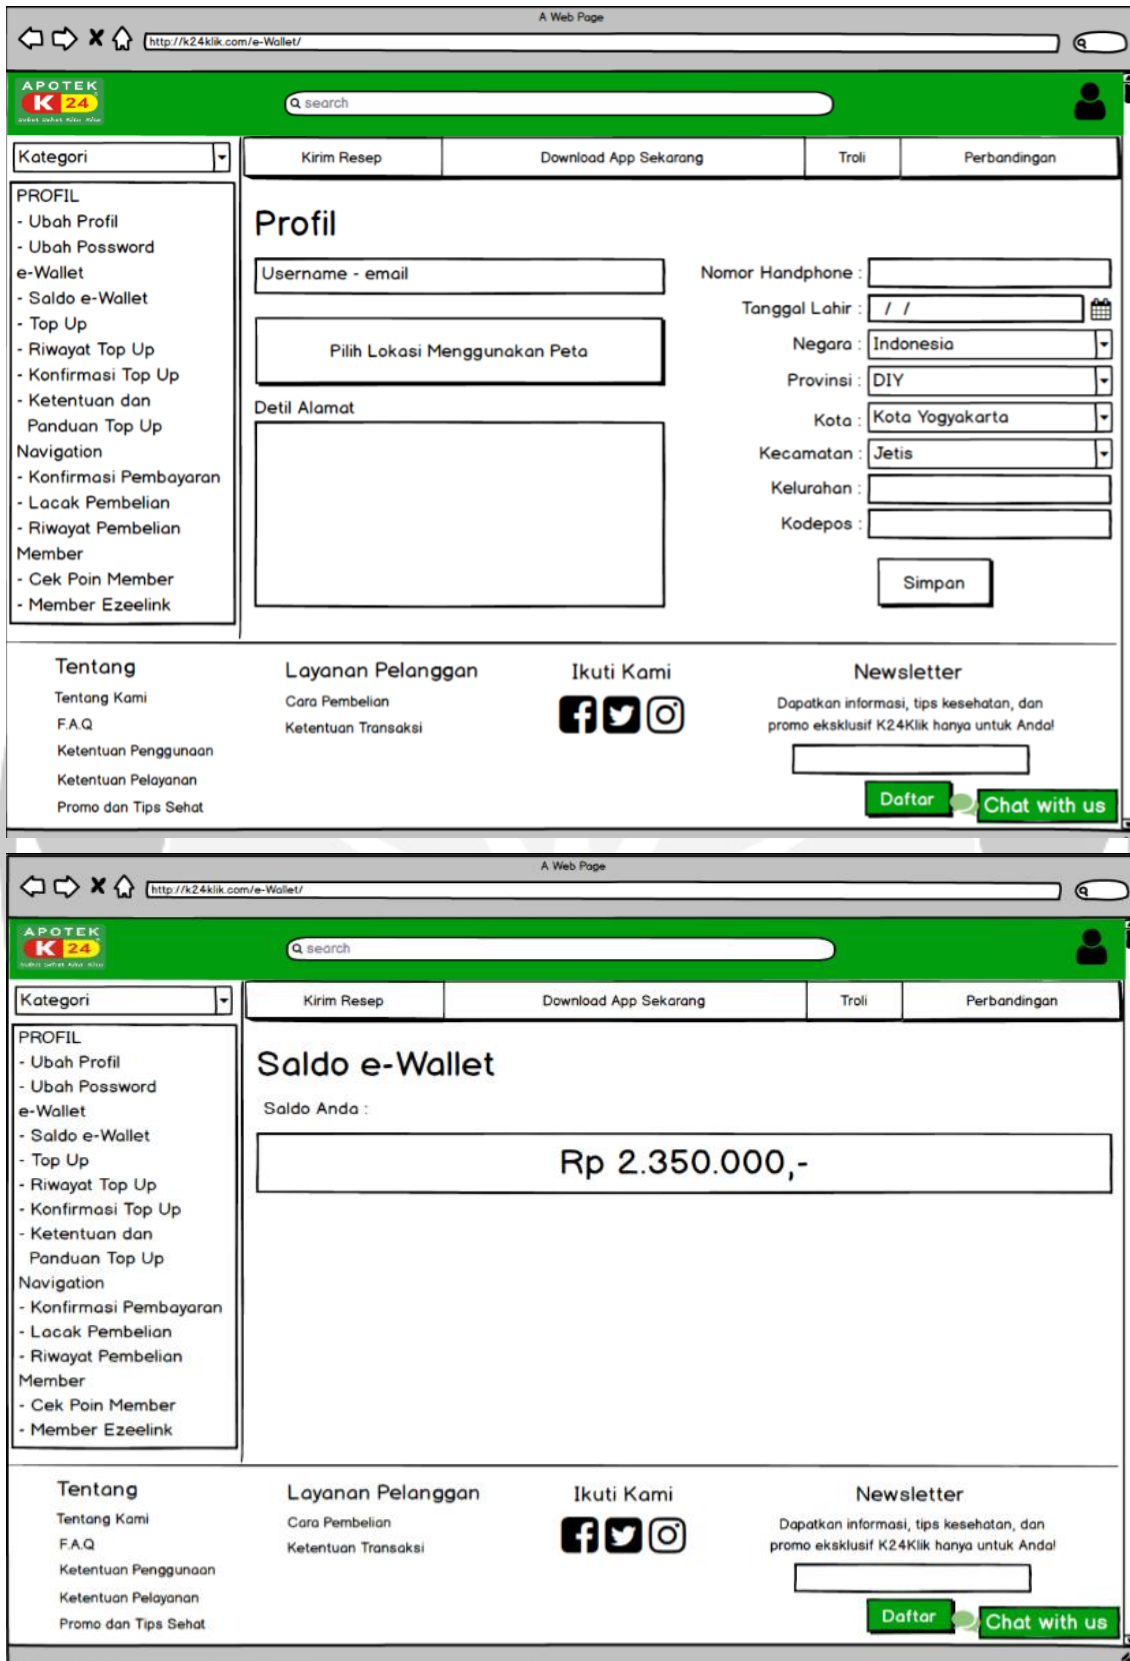 A Web Page
http://k24klik.com/e-Wallet/
APOTEK
K 24
search
Kategori
Kirim Resep
Download App Sekarang
Troli
Perbandingan
PROFIL
- Ubah Profil
- Ubah Possword
e-Wallet
- Saldo e-Wallet
- Top Up
- Riwayat Top Up
- Konfirmasi Top Up
- Ketentuan dan
Panduan Top Up
Navigation
- Konfirmasi Pembayaran
- Lacak Pembelian
- Riwayat Pembelian
Member
- Cek Poin Member
- Member Ezeelink
Profil
Username - email
Pilih Lokasi Menggunakan Peta
Detil Alamat
Nomor Handphone :
Tanggal Lahir : / /
Negara : Indonesia
Provinsi : DIY
Kota : Kota Yogyakarta
Kecamatan : Jetis
Kelurahan :
Kodepos :
Simpan
Tentang
Tentang Kami
F.A.Q
Ketentuan Penggunaan
Ketentuan Pelayanan
Promo dan Tips Sehat
Layanan Pelanggan
Cara Pembelian
Ketentuan Transaksi
Ikuti Kami
Newsletter
Dapatkan informasi, tips kesehatan, dan
promo eksklusif K24Klik hanya untuk Anda!
Daftar
Chat with us
A Web Page
http://k24klik.com/e-Wallet/
APOTEK
K 24
search
Kategori
Kirim Resep
Download App Sekarang
Troli
Perbandingan
PROFIL
- Ubah Profil
- Ubah Possword
e-Wallet
- Saldo e-Wallet
- Top Up
- Riwayat Top Up
- Konfirmasi Top Up
- Ketentuan dan
Panduan Top Up
Navigation
- Konfirmasi Pembayaran
- Lacak Pembelian
- Riwayat Pembelian
Member
- Cek Poin Member
- Member Ezeelink
Saldo e-Wallet
Saldo Anda :
Rp 2.350.000,-
Tentang
Tentang Kami
F.A.Q
Ketentuan Penggunaan
Ketentuan Pelayanan
Promo dan Tips Sehat
Layanan Pelanggan
Cara Pembelian
Ketentuan Transaksi
Ikuti Kami
Newsletter
Dapatkan informasi, tips kesehatan, dan
promo eksklusif K24Klik hanya untuk Anda!
Daftar
Chat with us